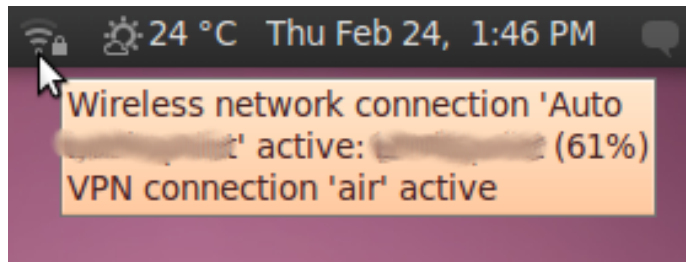 24 °C Thu Feb 24, 1:46 PM
Wireless network connection 'Auto
' active: (61%)
VPN connection 'air' active